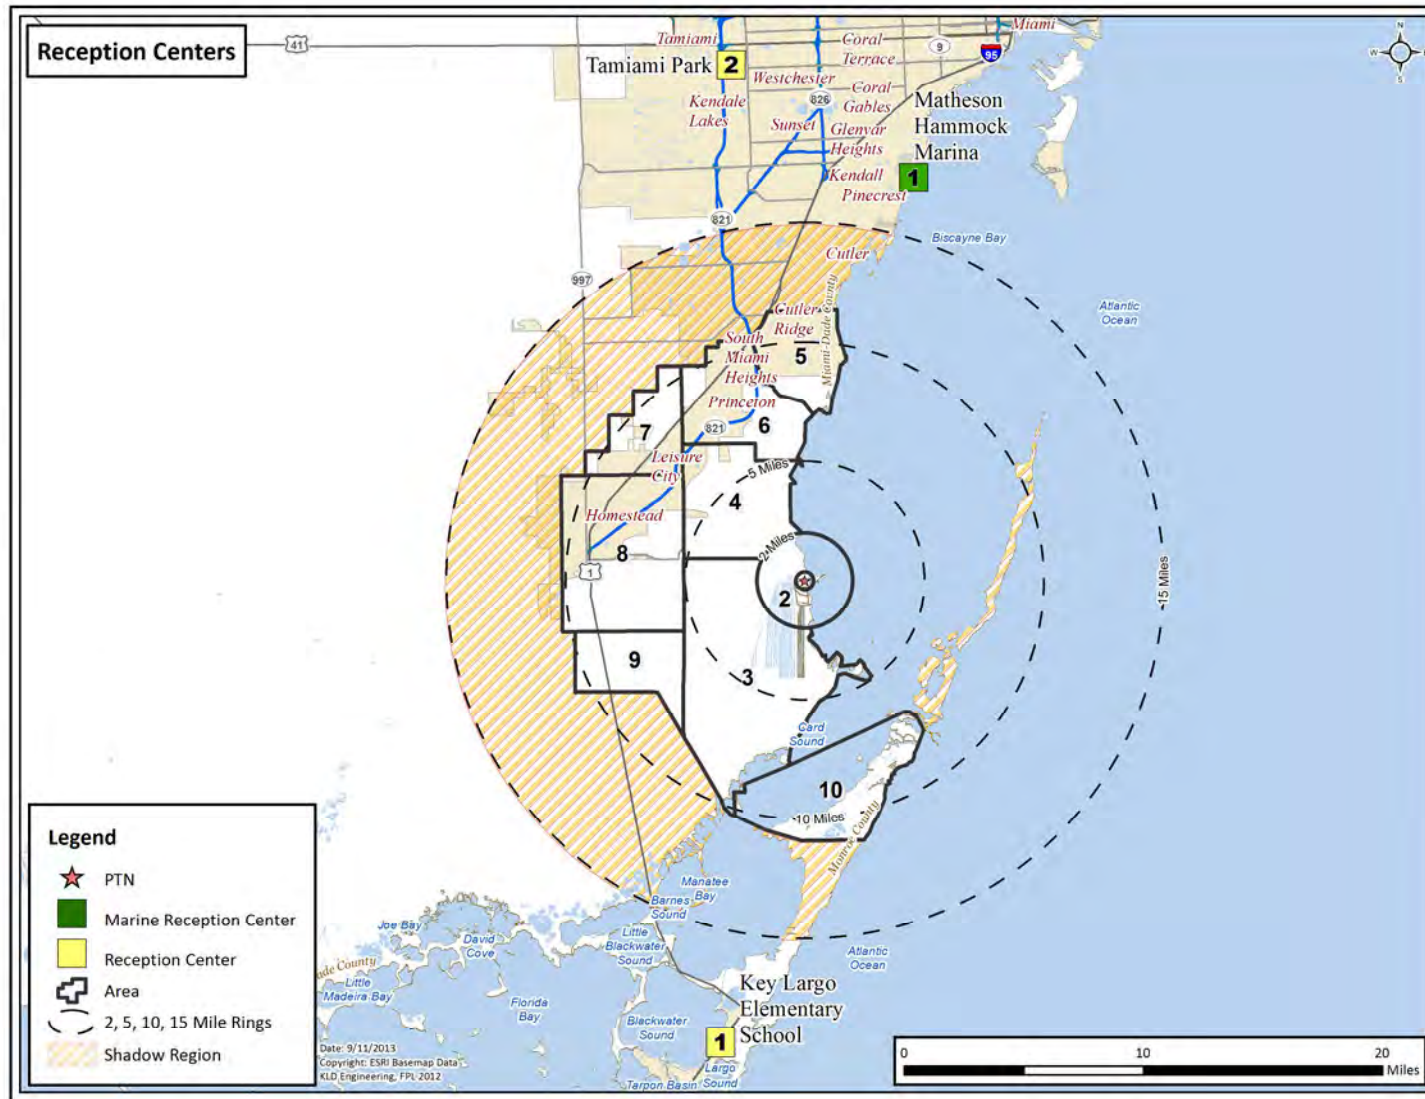 Reception Centers
41
Tamiami
Tamiami Park
2
Westchester
Coral
Terrace
9
Miami
95
N
W
S
826
Coral
Gables
Kendale
Lakes
Sunset
Glenvar
Heights
Matheson
Hammock
Marina
1
Kendall
Pinecrest
821
Biscayne Bay
Cutler
997
Atlantic
Ocean
Cutler
Ridge
Miami-Dade County
South
Miami
Heights
5
Princeton
821
6
7
Leisure
City
5 Miles
4
Homestead
2 Miles
8
1
2
15 Miles
9
3
Card
Sound
10
10 Miles
Monroe County
Manatee
Bay
Barnes
Sound
Joe Bay
David
Cove
Little
Blackwater
Sound
Atlantic
Ocean
ade County
Little
Madeira Bay
Florida
Bay
Blackwater
Sound
Key Largo
Elementary
School
1
Largo
Sound
Tarpon Basin
Legend
PTN
Marine Reception Center
Reception Center
Area
2, 5, 10, 15 Mile Rings
Shadow Region
Date: 9/11/2013
Copyright: ESRI Basemap Data
KLD Engineering, FPL 2012
0 10 20
Miles